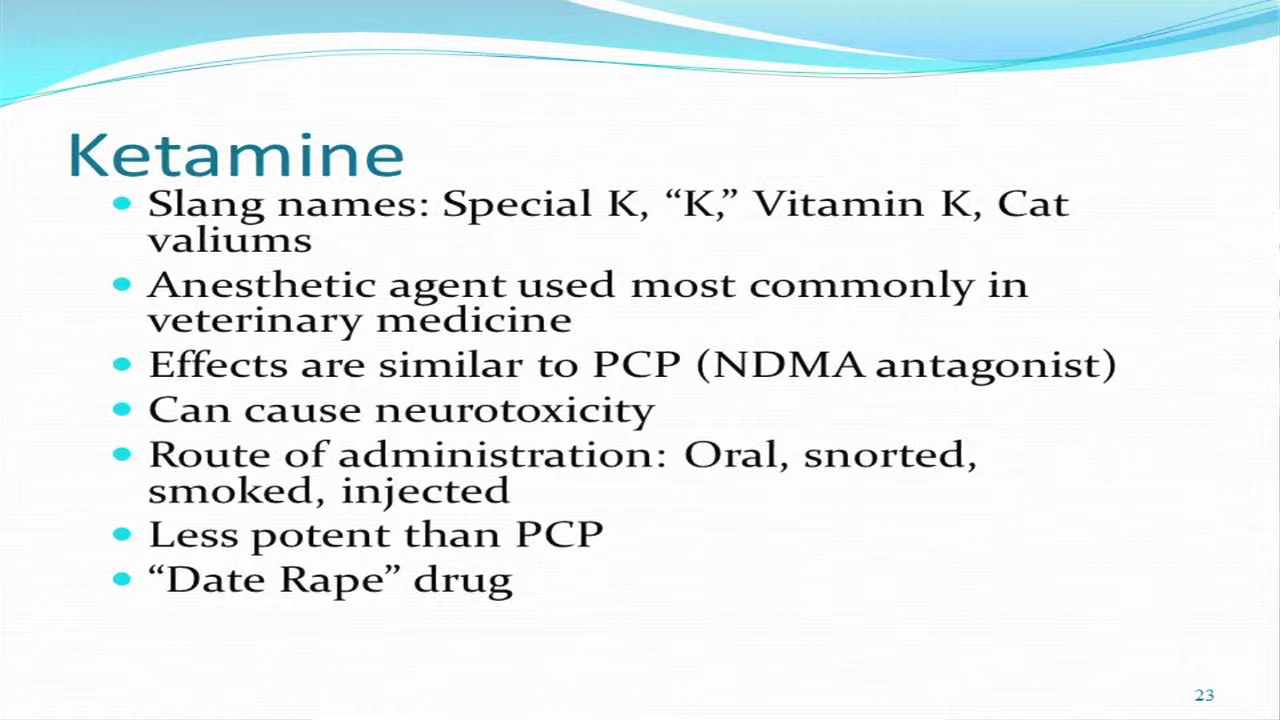 Ketamine
• Slang names: Special K, “K,” Vitamin K, Cat
valiums
• Anesthetic agent used most commonly in
veterinary medicine
• Effects are similar to PCP (NDMA antagonist)
• Can cause neurotoxicity
• Route of administration: Oral, snorted,
smoked, injected
• Less potent than PCP
• “Date Rape” drug
23